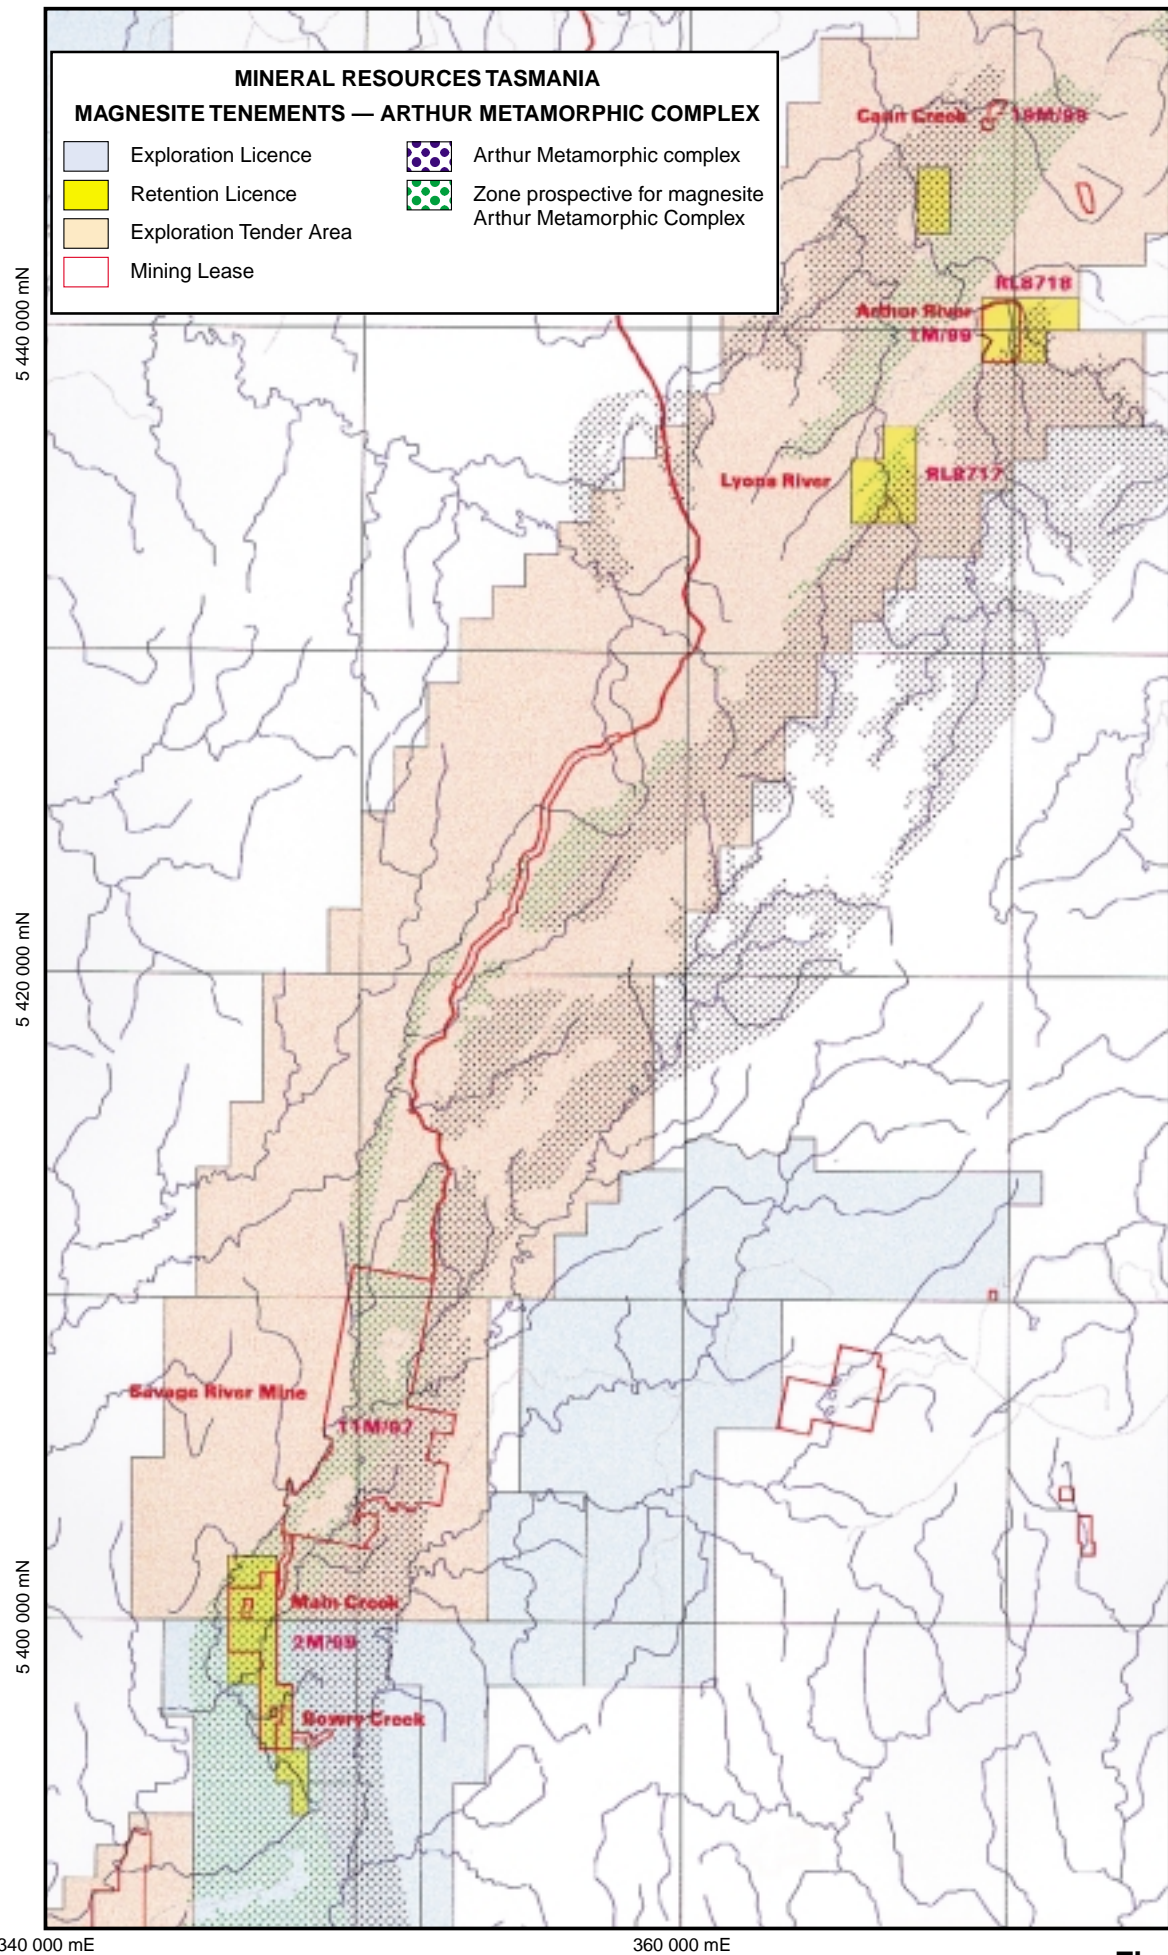 MINERAL RESOURCES TASMANIA
MAGNESITE TENEMENTS — ARTHUR METAMORPHIC COMPLEX
Exploration Licence
Retention Licence
Exploration Tender Area
Mining Lease
Arthur Metamorphic complex
Zone prospective for magnesite
Arthur Metamorphic Complex
Cann Creek
RL8718
Arthur River
1M/99
5 440 000 mN
Lyons River
RL8717
5 420 000 mN
Savage River Mine
11M/97
Main Creek
2M/99
5 400 000 mN
Bowry Creek
340 000 mE
360 000 mE